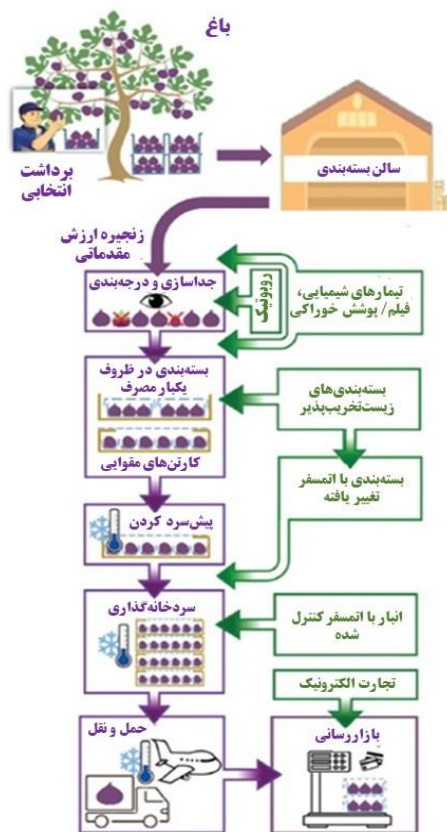 باغ
برداشت
انتخابی
سالن بسته‌بندی
زنجیره ارزش
مقدماتی
جداسازی و درجه‌بندی
روبوتیک
تیمارهای شیمیایی،
فیلم/ پوشش خوراکی
بسته‌بندی در ظروف
یکبار مصرف
کارتن‌های مقوایی
بسته‌بندی‌های
زیست‌تخریب‌پذیر
بسته‌بندی با اتمسفر
تغییر یافته
پیش‌سرد کردن
سردخانه‌گذاری
انبار با اتمسفر کنترل
شده
تجارت الکترونیک
حمل و نقل
بازاررسانی